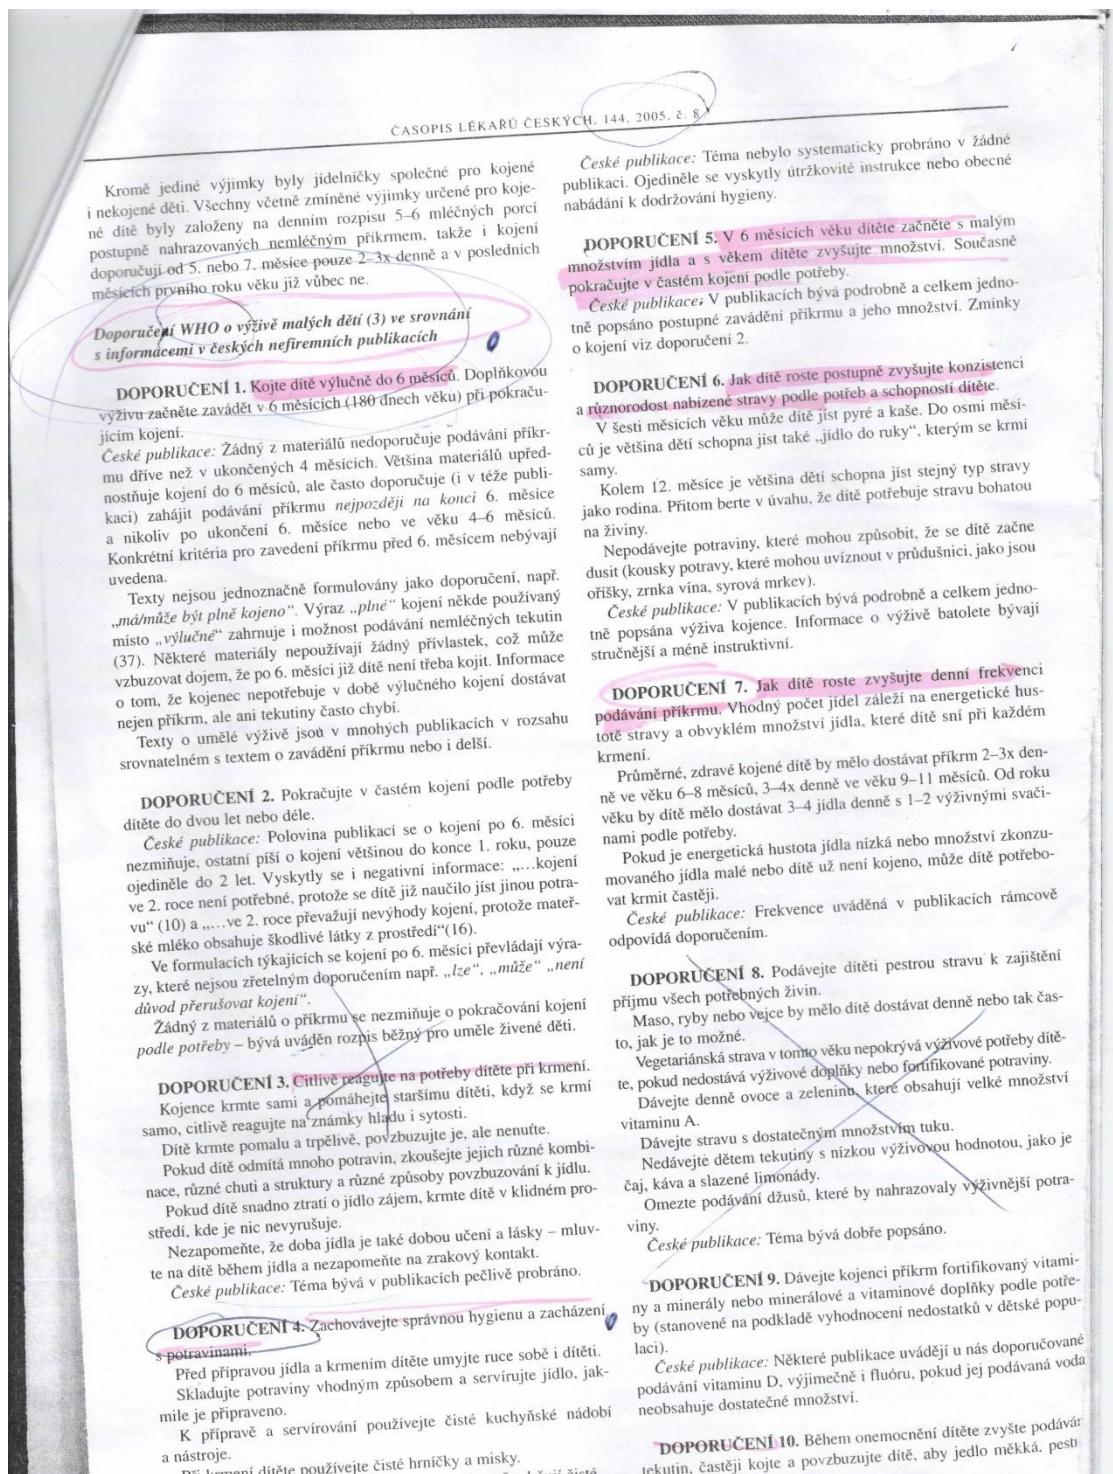 ČASOPIS LÉKAŘŮ ČESKÝCH, 144, 2005, č. 8
Kromě jediné výjimky byly jídelníčky společné pro kojené
i nekojené děti. Všechny včetně zmíněné výjimky určené pro koje-
né dítě byly založeny na denním rozpisu 5–6 mléčných porcí
postupně nahrazovaných nemléčným příkrmem, takže i kojení
doporučují od 5. nebo 7. měsíce pouze 2–3x denně a v posledních
měsících prvního roku věku již vůbec ne.
Doporučení WHO o výživě malých dětí (3) ve srovnání
s informacemi v českých nefiremních publikacích
DOPORUČENÍ 1. Kojte dítě výlučně do 6 měsíců. Doplňkovou
výživu začněte zavádět v 6 měsících (180 dnech věku) při pokraču-
jícím kojení.
České publikace: Žádný z materiálů nedoporučuje podávání příkr-
mu dříve než v ukončených 4 měsících. Většina materiálů upřed-
nostňuje kojení do 6 měsíců, ale často doporučuje (i v téže publi-
kaci) zahájit podávání příkrmu nejpozději na konci 6. měsíce
a nikoliv po ukončení 6. měsíce nebo ve věku 4–6 měsíců.
Konkrétní kritéria pro zavedení příkrmu před 6. měsícem nebývají
uvedena.
Texty nejsou jednoznačně formulovány jako doporučení, např.
„má/může být plně kojeno“. Výraz „plné“ kojení někde používaný
místo „výlučné“ zahrnuje i možnost podávání nemléčných tekutin
(37). Některé materiály nepoužívají žádný přívlastek, což může
vzbuzovat dojem, že po 6. měsíci již dítě není třeba kojit. Informace
o tom, že kojenec nepotřebuje v době výlučného kojení dostávat
nejen příkrm, ale ani tekutiny často chybí.
Texty o umělé výživě jsou v mnohých publikacích v rozsahu
srovnatelném s textem o zavádění příkrmu nebo i delší.
DOPORUČENÍ 2. Pokračujte v častém kojení podle potřeby
dítěte do dvou let nebo déle.
České publikace: Polovina publikací se o kojení po 6. měsíci
nezmiňuje, ostatní píší o kojení většinou do konce 1. roku, pouze
ojediněle do 2 let. Vyskytly se i negativní informace: „…kojení
ve 2. roce není potřebné, protože se dítě již naučilo jíst jinou potra-
vu“ (10) a „…ve 2. roce převažují nevýhody kojení, protože mateř-
ské mléko obsahuje škodlivé látky z prostředí“(16).
Ve formulacích týkajících se kojení po 6. měsíci převládají výra-
zy, které nejsou zřetelným doporučením např. „lze“, „může“ „není
důvod přerušovat kojení“.
Žádný z materiálů o příkrmu se nezmiňuje o pokračování kojení
podle potřeby – bývá uváděn rozpis běžný pro uměle živené děti.
DOPORUČENÍ 3. Citlivě reagujte na potřeby dítěte při krmení.
Kojence krmte sami a pomáhejte staršímu dítěti, když se krmí
samo, citlivě reagujte na známky hladu i sytosti.
Dítě krmte pomalu a trpělivě, povzbuzujte je, ale nenuťte.
Pokud dítě odmítá mnoho potravin, zkoušejte jejich různé kombi-
nace, různé chuti a struktury a různé způsoby povzbuzování k jídlu.
Pokud dítě snadno ztratí o jídlo zájem, krmte dítě v klidném pro-
středí, kde je nic nevyrušuje.
Nezapomeňte, že doba jídla je také dobou učení a lásky – mluv-
te na dítě během jídla a nezapomeňte na zrakový kontakt.
České publikace: Téma bývá v publikacích pečlivě probráno.
DOPORUČENÍ 4. Zachovávejte správnou hygienu a zacházení
s potravinami.
Před přípravou jídla a krmením dítěte umyjte ruce sobě i dítěti.
Skladujte potraviny vhodným způsobem a servírujte jídlo, jak-
mile je připraveno.
K přípravě a servírování používejte čisté kuchyňské nádobí
a nástroje.
Při krmení dítěte používejte čisté hrníčky a misky.
České publikace: Téma nebylo systematicky probráno v žádné
publikaci. Ojediněle se vyskytly útržkovité instrukce nebo obecné
nabádání k dodržování hygieny.
DOPORUČENÍ 5. V 6 měsících věku dítěte začněte s malým
množstvím jídla a s věkem dítěte zvyšujte množství. Současně
pokračujte v častém kojení podle potřeby.
České publikace: V publikacích bývá podrobně a celkem jedno-
tně popsáno postupné zavádění příkrmu a jeho množství. Zmínky
o kojení viz doporučení 2.
DOPORUČENÍ 6. Jak dítě roste postupně zvyšujte konzistenci
a různorodost nabízené stravy podle potřeb a schopností dítěte.
V šesti měsících věku může dítě jíst pyré a kaše. Do osmi měsí-
ců je většina dětí schopna jíst také „jídlo do ruky“, kterým se krmí
samy.
Kolem 12. měsíce je většina dětí schopna jíst stejný typ stravy
jako rodina. Přitom berte v úvahu, že dítě potřebuje stravu bohatou
na živiny.
Nepodávejte potraviny, které mohou způsobit, že se dítě začne
dusit (kousky potravy, které mohou uvíznout v průdušnici, jako jsou
oříšky, zrnka vína, syrová mrkev).
České publikace: V publikacích bývá podrobně a celkem jedno-
tně popsána výživa kojence. Informace o výživě batolete bývají
stručnější a méně instruktivní.
DOPORUČENÍ 7. Jak dítě roste zvyšujte denní frekvenci
podávání příkrmu. Vhodný počet jídel záleží na energetické hus-
totě stravy a obvyklém množství jídla, které dítě sní při každém
krmení.
Průměrné, zdravé kojené dítě by mělo dostávat příkrm 2–3x den-
ně ve věku 6–8 měsíců, 3–4x denně ve věku 9–11 měsíců. Od roku
věku by dítě mělo dostávat 3–4 jídla denně s 1–2 výživnými svači-
nami podle potřeby.
Pokud je energetická hustota jídla nízká nebo množství zkonzu-
movaného jídla malé nebo dítě už není kojeno, může dítě potřebo-
vat krmit častěji.
České publikace: Frekvence uváděná v publikacích rámcově
odpovídá doporučením.
DOPORUČENÍ 8. Podávejte dítěti pestrou stravu k zajištění
příjmu všech potřebných živin.
Maso, ryby nebo vejce by mělo dítě dostávat denně nebo tak čas-
to, jak je to možné.
Vegetariánská strava v tomto věku nepokrývá výživové potřeby dítě-
te, pokud nedostává výživové doplňky nebo fortifikované potraviny.
Dávejte denně ovoce a zeleninu, které obsahují velké množství
vitaminu A.
Dávejte stravu s dostatečným množstvím tuku.
Nedávejte dětem tekutiny s nízkou výživovou hodnotou, jako je
čaj, káva a slazené limonády.
Omezte podávání džusů, které by nahrazovaly výživnější potra-
viny.
České publikace: Téma bývá dobře popsáno.
DOPORUČENÍ 9. Dávejte kojenci příkrm fortifikovaný vitami-
ny a minerály nebo minerálové a vitaminové doplňky podle potře-
by (stanovené na podkladě vyhodnocení nedostatků v dětské popu-
laci).
České publikace: Některé publikace uvádějí u nás doporučované
podávání vitaminu D, výjimečně i fluóru, pokud jej podávaná voda
neobsahuje dostatečné množství.
DOPORUČENÍ 10. Během onemocnění dítěte zvyšte podávár
tekutin, častěji kojte a povzbuzujte dítě, aby jedlo měkká, pestr